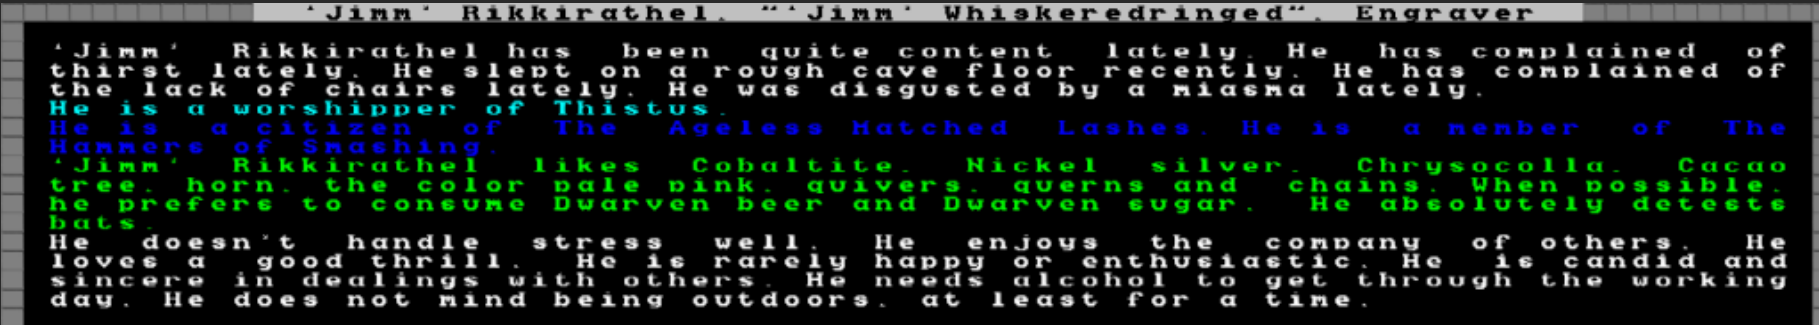 `Jimm' Rikkirathel, "`Jimm' Whiskeredringed", Engraver
`Jimm' Rikkirathel has been quite content lately. He has complained of
thirst lately. He slept on a rough cave floor recently. He has complained of
the lack of chairs lately. He was disgusted by a miasma lately.
He is a worshipper of Thistus.
He is a citizen of The Ageless Matched Lashes. He is a member of The
Hammers of Smashing.
`Jimm' Rikkirathel likes Cobaltite, Nickel silver, Chrysocolla, Cacao
tree, horn, the color pale pink, quivers, querns and chains. When possible,
he prefers to consume Dwarven beer and Dwarven sugar. He absolutely detests
bats.
He doesn't handle stress well. He enjoys the company of others. He
loves a good thrill. He is rarely happy or enthusiastic. He is candid and
sincere in dealings with others. He needs alcohol to get through the working
day. He does not mind being outdoors, at least for a time.